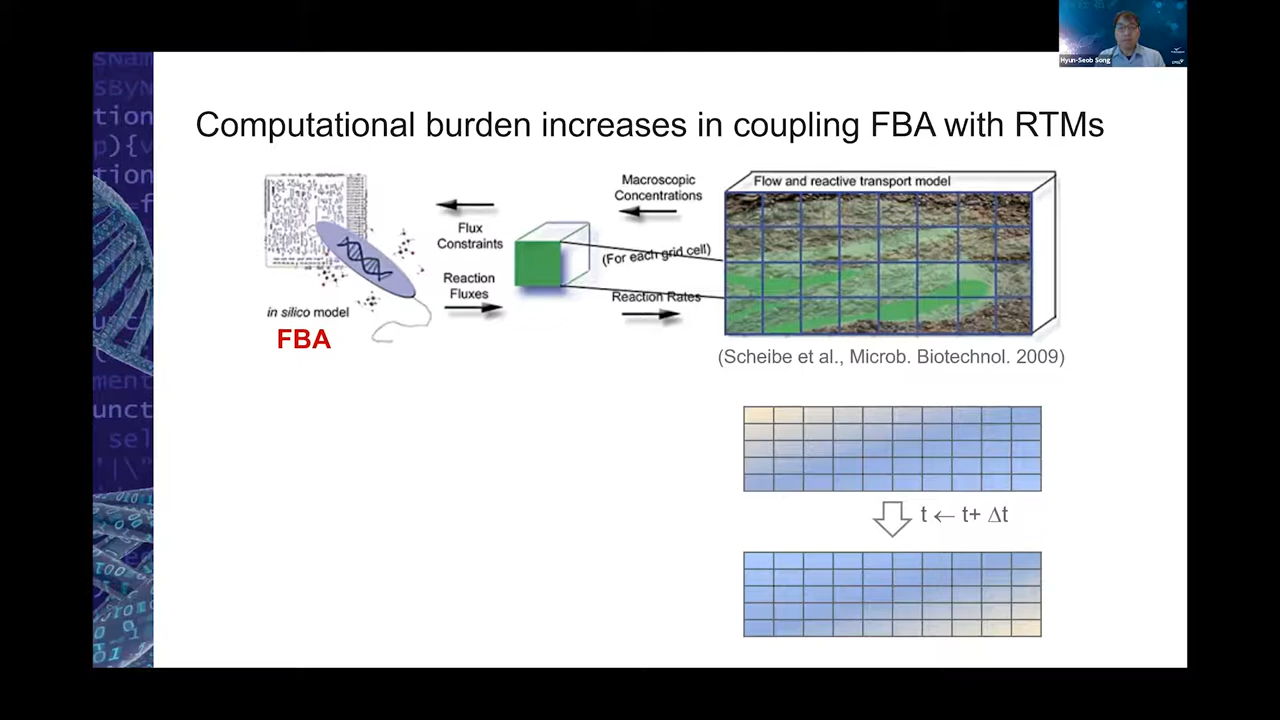 Hyun-Seob Song
Computational burden increases in coupling FBA with RTMs
Macroscopic
Concentrations
Flow and reactive transport model
Flux
Constraints
(For each grid cell)
Reaction
Fluxes
Reaction Rates
in silico model
FBA
(Scheibe et al., Microb. Biotechnol. 2009)
t ← t+ Δt